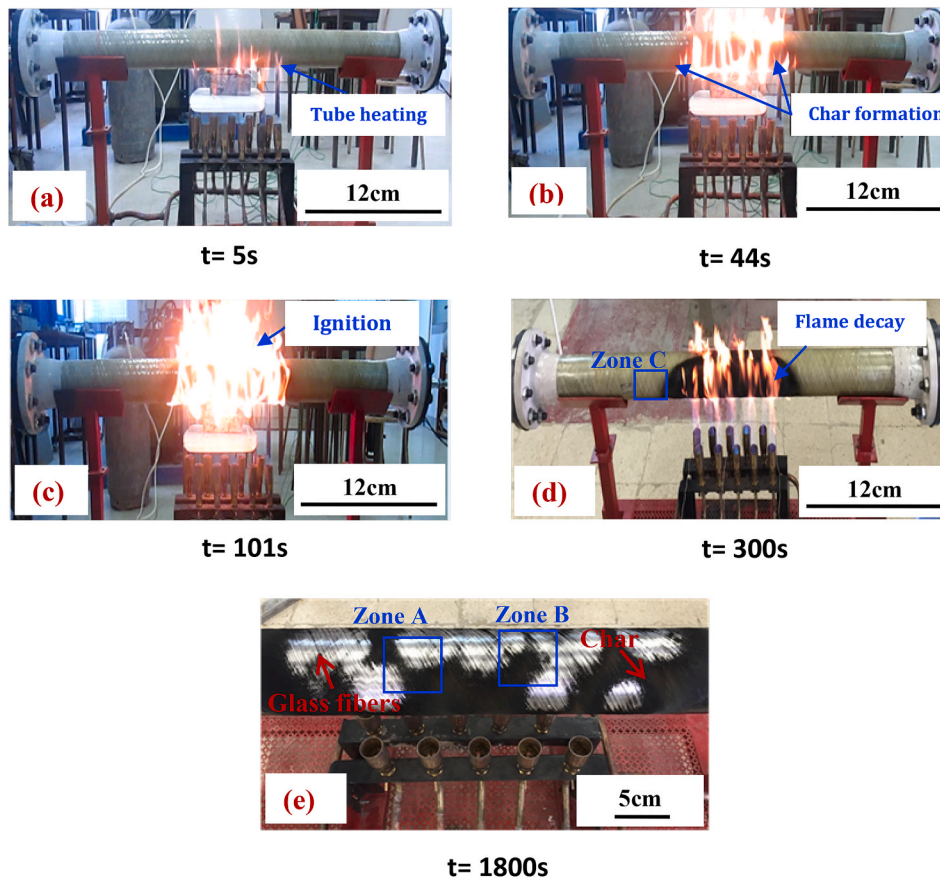 Tube heating
(a)
12cm
t= 5s
Char formation
(b)
12cm
t= 44s
Ignition
(c)
12cm
t= 101s
Flame decay
Zone C
(d)
12cm
t= 300s
Zone A
Zone B
Char
Glass fibers
(e)
5cm
t= 1800s